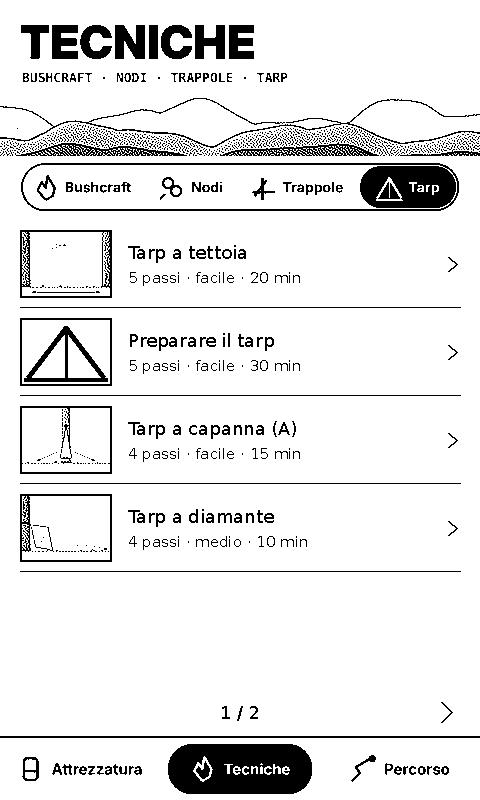 TECNICHE
BUSHCRAFT · NODI · TRAPPOLE · TARP
Bushcraft Nodi Trappole Tarp
Tarp a tettoia
5 passi · facile · 20 min
Preparare il tarp
5 passi · facile · 30 min
Tarp a capanna (A)
4 passi · facile · 15 min
Tarp a diamante
4 passi · medio · 10 min
1 / 2
Attrezzatura Tecniche Percorso